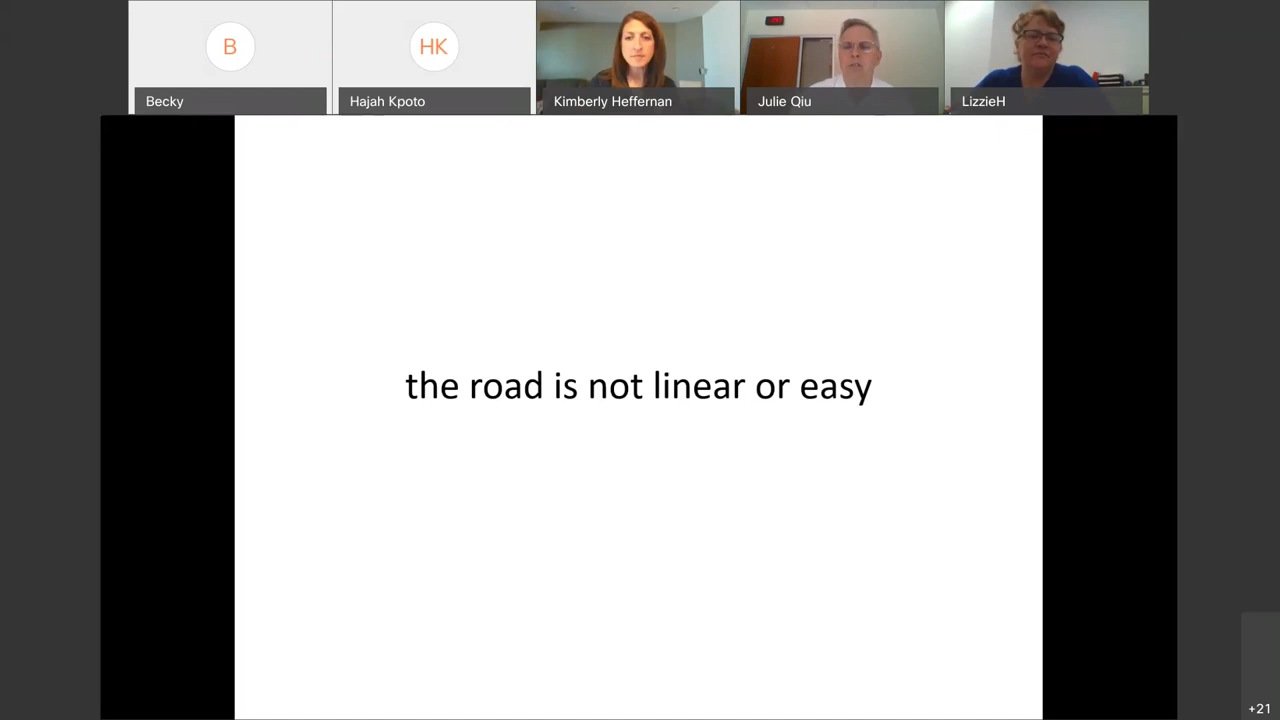 B
HK
Becky
Hajah Kpoto
Kimberly Heffernan
Julie Qiu
LizzieH
the road is not linear or easy
+21